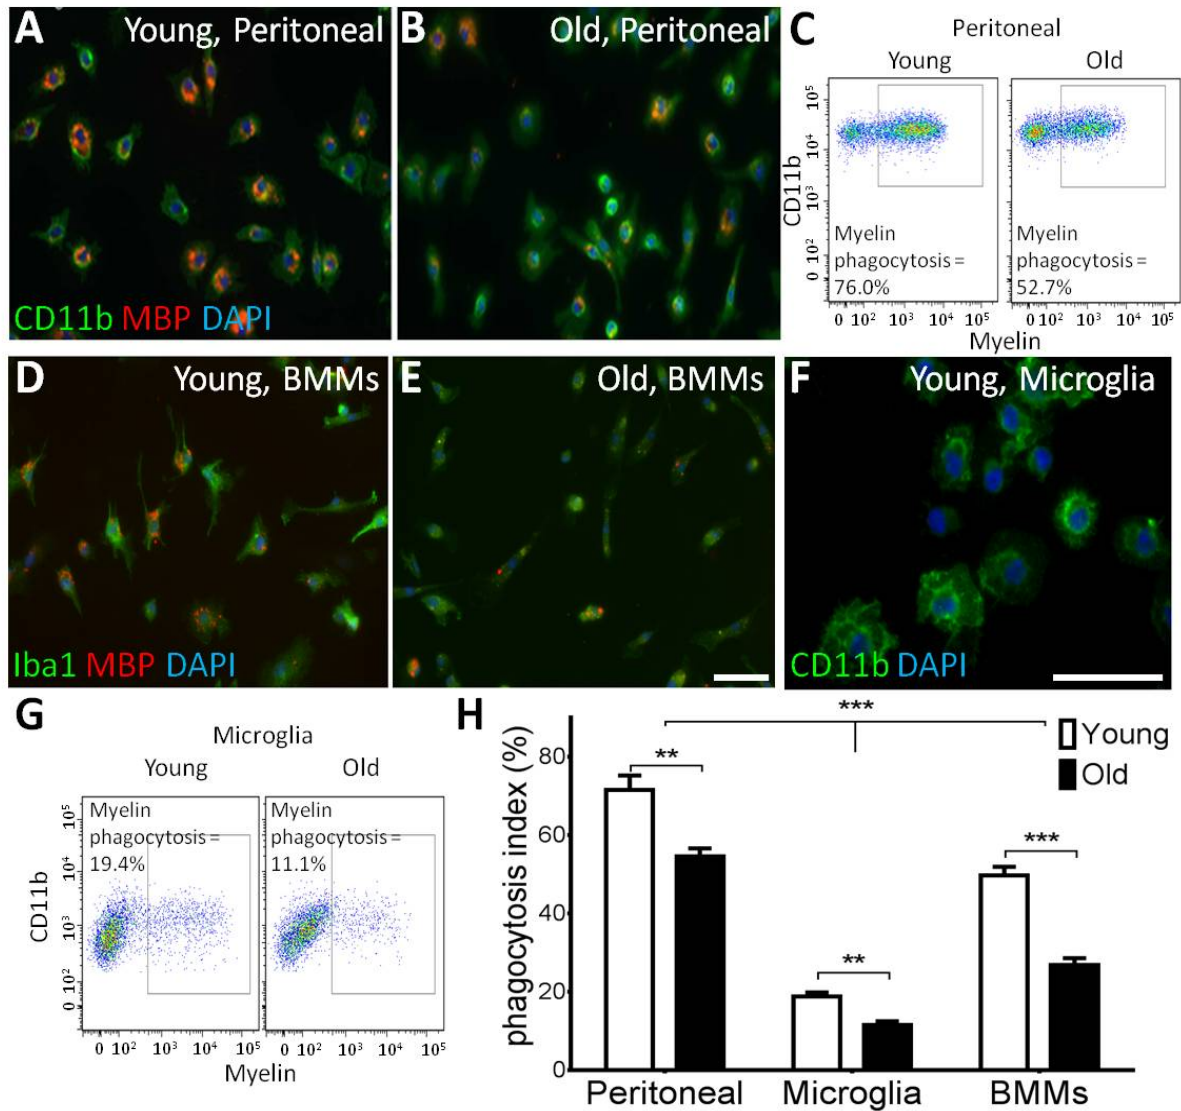 A Young, Peritoneal
CD11b MBP DAPI
B Old, Peritoneal
C
Peritoneal
Young Old
CD11b
10⁵
10⁴
10³
10²
0
Myelin
phagocytosis =
76.0%
Myelin
phagocytosis =
52.7%
0 10² 10³ 10⁴ 10⁵
0 10² 10³ 10⁴ 10⁵
Myelin
D Young, BMMs
Iba1 MBP DAPI
E Old, BMMs
F Young, Microglia
CD11b DAPI
G
Microglia
Young Old
CD11b
10⁵
10⁴
10³
10²
0
Myelin
phagocytosis =
19.4%
Myelin
phagocytosis =
11.1%
0 10² 10³ 10⁴ 10⁵
0 10² 10³ 10⁴ 10⁵
Myelin
H
phagocytosis index (%)
80
60
40
20
0
***
**
**
***
Young
Old
Peritoneal Microglia BMMs